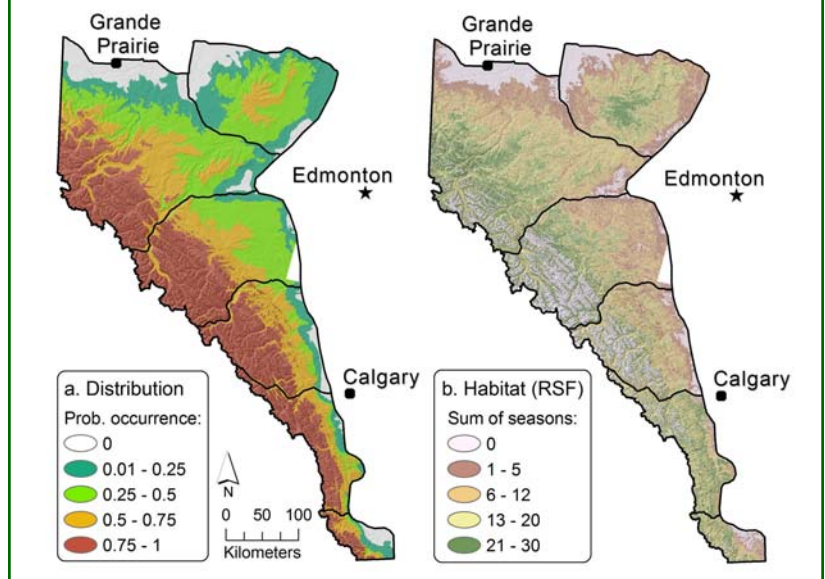 Grande
Prairie
Edmonton
Calgary
a. Distribution
Prob. occurrence:
0
0.01 - 0.25
0.25 - 0.5
0.5 - 0.75
0.75 - 1
N
0 50 100
Kilometers
Grande
Prairie
Edmonton
Calgary
b. Habitat (RSF)
Sum of seasons:
0
1 - 5
6 - 12
13 - 20
21 - 30